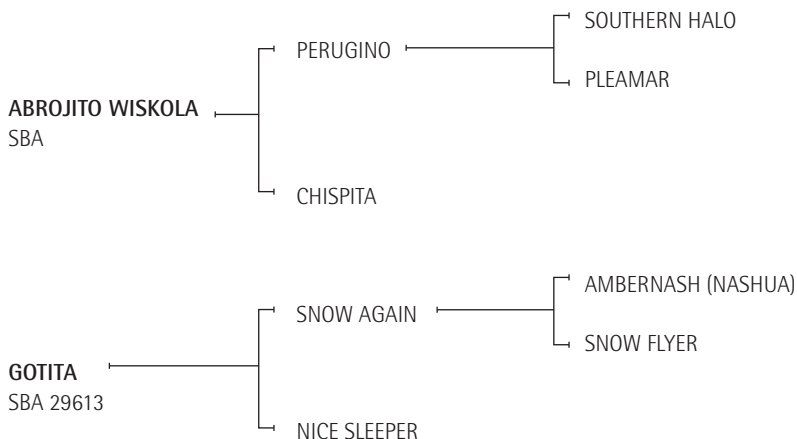 SOUTHERN HALO
PERUGINO
PLEAMAR
ABROJITO WISKOLA
SBA
CHISPITA
AMBERNASH (NASHUA)
SNOW AGAIN
SNOW FLYER
GOTITA
SBA 29613
NICE SLEEPER